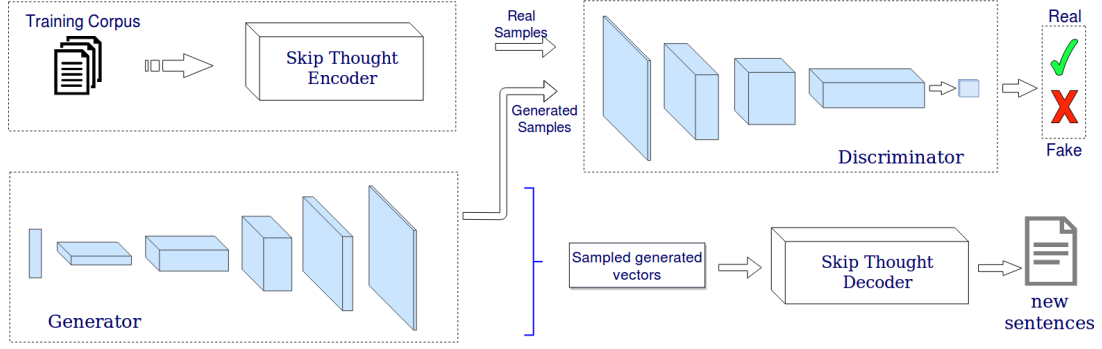 Training Corpus
Skip Thought
Encoder
Real
Samples
Generated
Samples
Discriminator
Real
Fake
Generator
Sampled generated
vectors
Skip Thought
Decoder
new
sentences